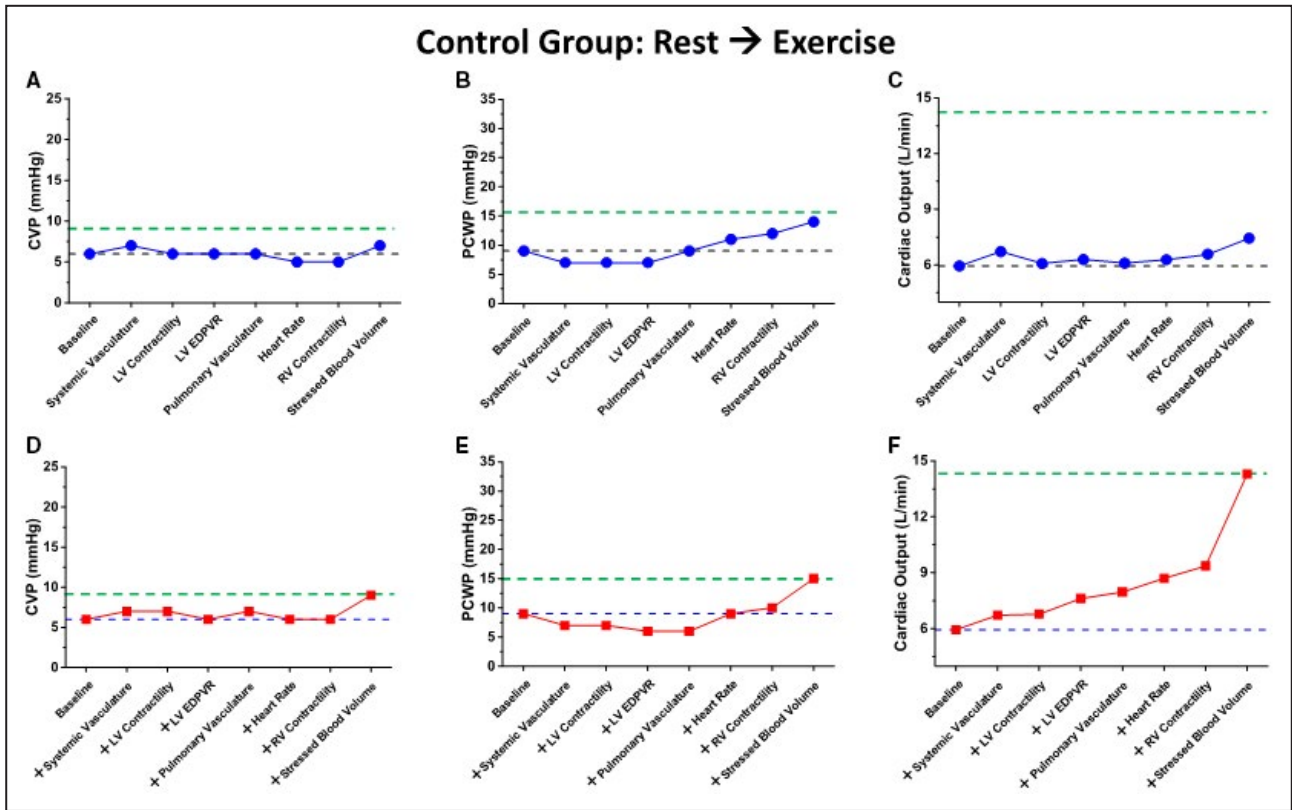 Control Group: Rest → Exercise
A
CVP (mmHg)
25
20
15
10
5
0
Baseline
Systemic Vasculature
LV Contractility
LV EDPVR
Pulmonary Vasculature
Heart Rate
RV Contractility
Stressed Blood Volume
B
PCWP (mmHg)
35
30
25
20
15
10
5
0
Baseline
Systemic Vasculature
LV Contractility
LV EDPVR
Pulmonary Vasculature
Heart Rate
RV Contractility
Stressed Blood Volume
C
Cardiac Output (L/min)
15
12
9
6
Baseline
Systemic Vasculature
LV Contractility
LV EDPVR
Pulmonary Vasculature
Heart Rate
RV Contractility
Stressed Blood Volume
D
CVP (mmHg)
25
20
15
10
5
0
Baseline
+ Systemic Vasculature
+ LV Contractility
+ LV EDPVR
+ Pulmonary Vasculature
+ Heart Rate
+ RV Contractility
+ Stressed Blood Volume
E
PCWP (mmHg)
35
30
25
20
15
10
5
0
Baseline
+ Systemic Vasculature
+ LV Contractility
+ LV EDPVR
+ Pulmonary Vasculature
+ Heart Rate
+ RV Contractility
+ Stressed Blood Volume
F
Cardiac Output (L/min)
15
12
9
6
Baseline
+ Systemic Vasculature
+ LV Contractility
+ LV EDPVR
+ Pulmonary Vasculature
+ Heart Rate
+ RV Contractility
+ Stressed Blood Volume